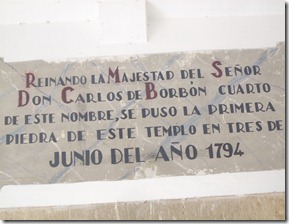 REINANDO LA MAJESTAD DEL SEÑOR
DON CARLOS DE BORBÓN CUARTO
DE ESTE NOMBRE, SE PUSO LA PRIMERA
PIEDRA DE ESTE TEMPLO EN TRES DE
JUNIO DEL AÑO 1794